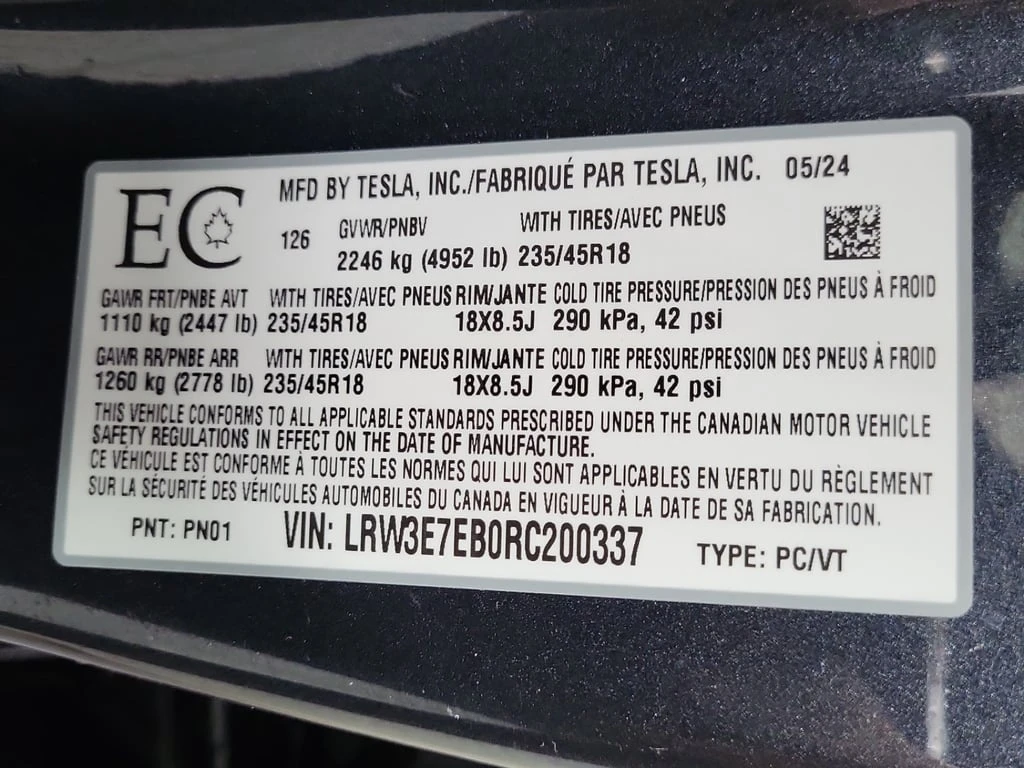 EC
MFD BY TESLA, INC./FABRIQUÉ PAR TESLA, INC. 05/24
126 GVWR/PNBV WITH TIRES/AVEC PNEUS
2246 kg (4952 lb) 235/45R18
GAWR FRT/PNBE AVT WITH TIRES/AVEC PNEUS RIM/JANTE COLD TIRE PRESSURE/PRESSION DES PNEUS À FROID
1110 kg (2447 lb) 235/45R18 18X8.5J 290 kPa, 42 psi
GAWR RR/PNBE ARR WITH TIRES/AVEC PNEUS RIM/JANTE COLD TIRE PRESSURE/PRESSION DES PNEUS À FROID
1260 kg (2778 lb) 235/45R18 18X8.5J 290 kPa, 42 psi
THIS VEHICLE CONFORMS TO ALL APPLICABLE STANDARDS PRESCRIBED UNDER THE CANADIAN MOTOR VEHICLE
SAFETY REGULATIONS IN EFFECT ON THE DATE OF MANUFACTURE.
CE VÉHICULE EST CONFORME À TOUTES LES NORMES QUI LUI SONT APPLICABLES EN VERTU DU RÈGLEMENT
SUR LA SÉCURITÉ DES VÉHICULES AUTOMOBILES DU CANADA EN VIGUEUR À LA DATE DE SA FABRICATION.
PNT: PN01 VIN: LRW3E7EB0RC200337 TYPE: PC/VT